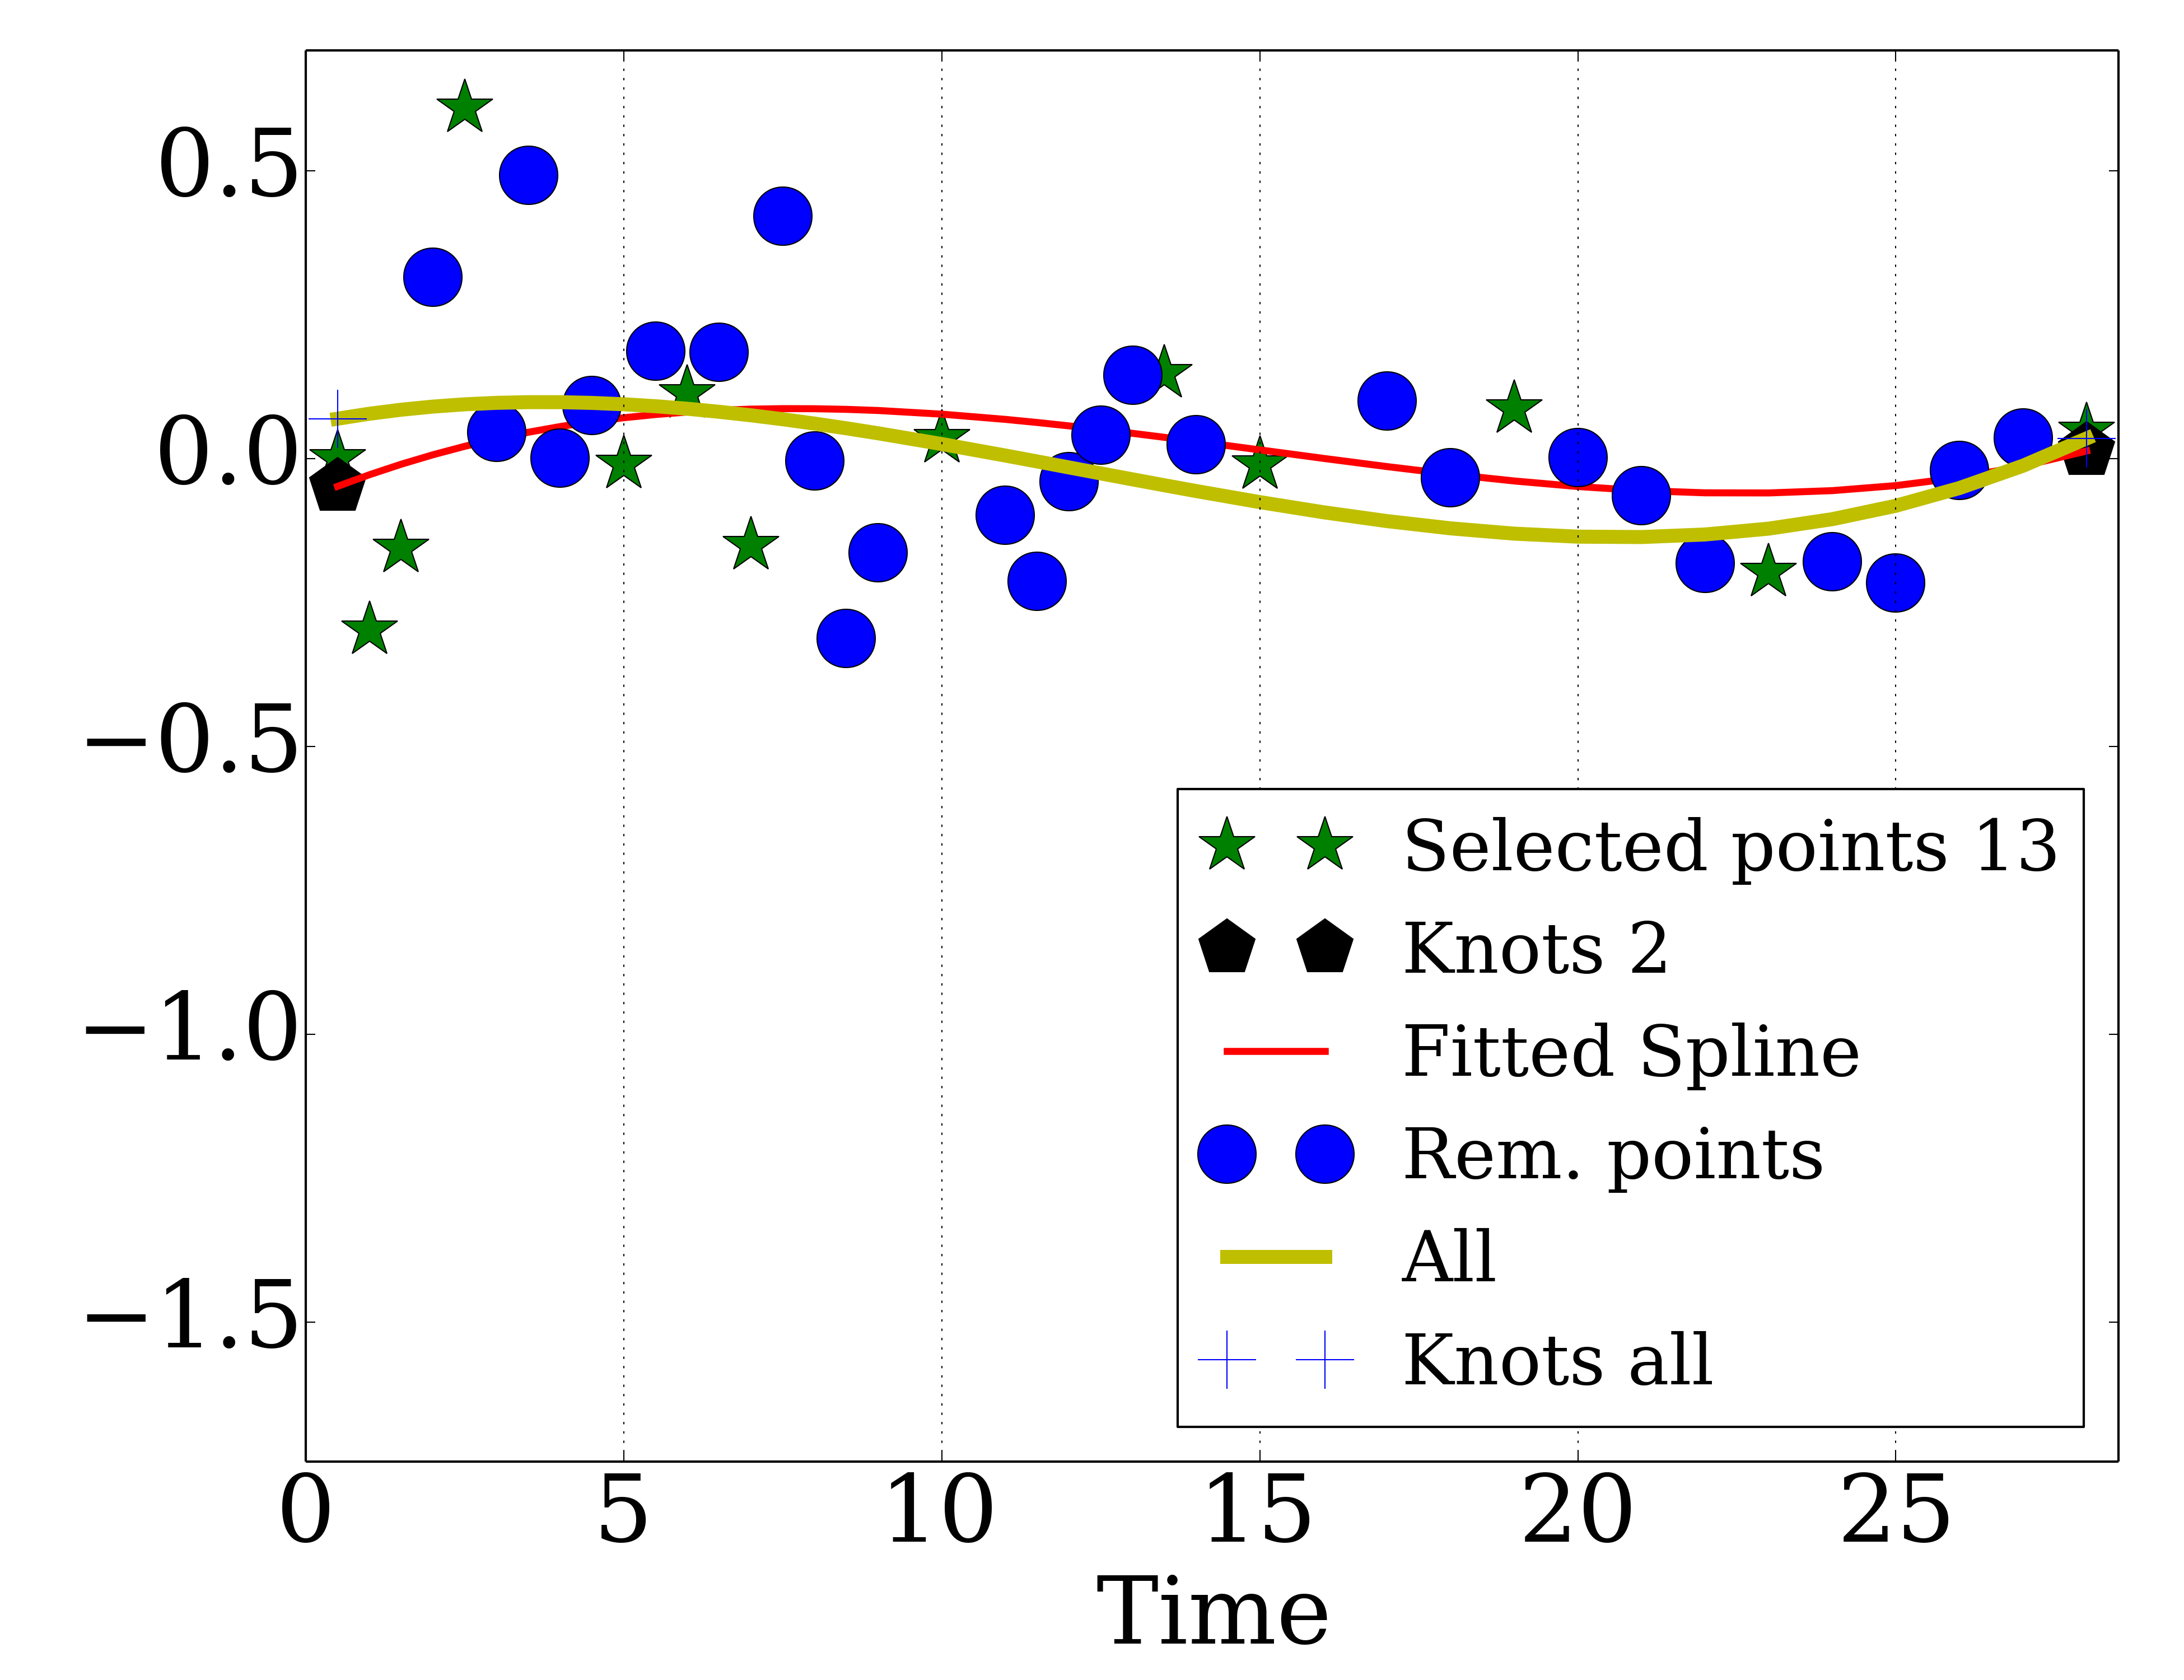 0.5
0.0
−0.5
−1.0
−1.5
Selected points 13
Knots 2
Fitted Spline
Rem. points
All
Knots all
0 5 10 15 20 25
Time